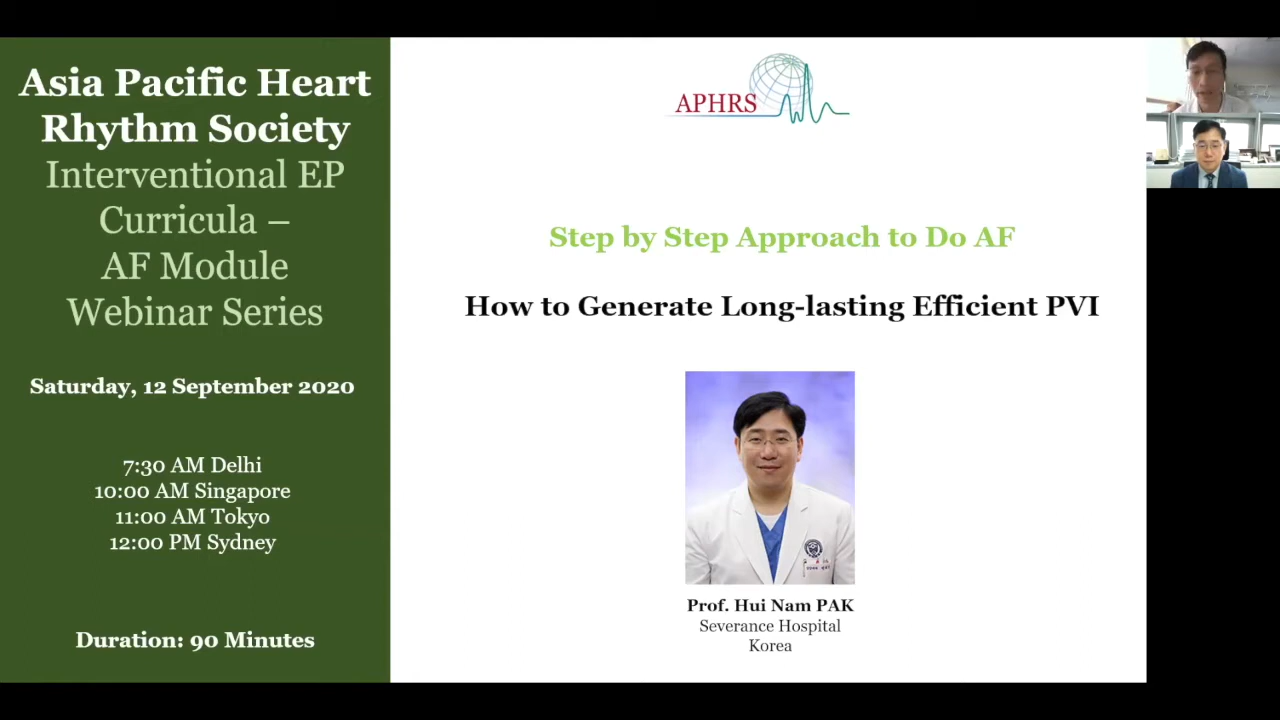 Asia Pacific Heart
Rhythm Society
Interventional EP
Curricula –
AF Module
Webinar Series
Saturday, 12 September 2020
7:30 AM Delhi
10:00 AM Singapore
11:00 AM Tokyo
12:00 PM Sydney
Duration: 90 Minutes
APHRS
Step by Step Approach to Do AF
How to Generate Long-lasting Efficient PVI
Prof. Hui Nam PAK
Severance Hospital
Korea